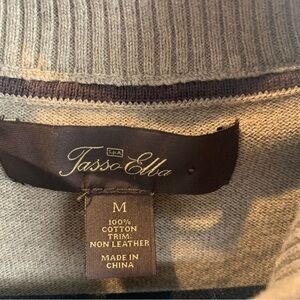 Tasso Elba
M
100%
COTTON
TRIM:
NON LEATHER
MADE IN
CHINA